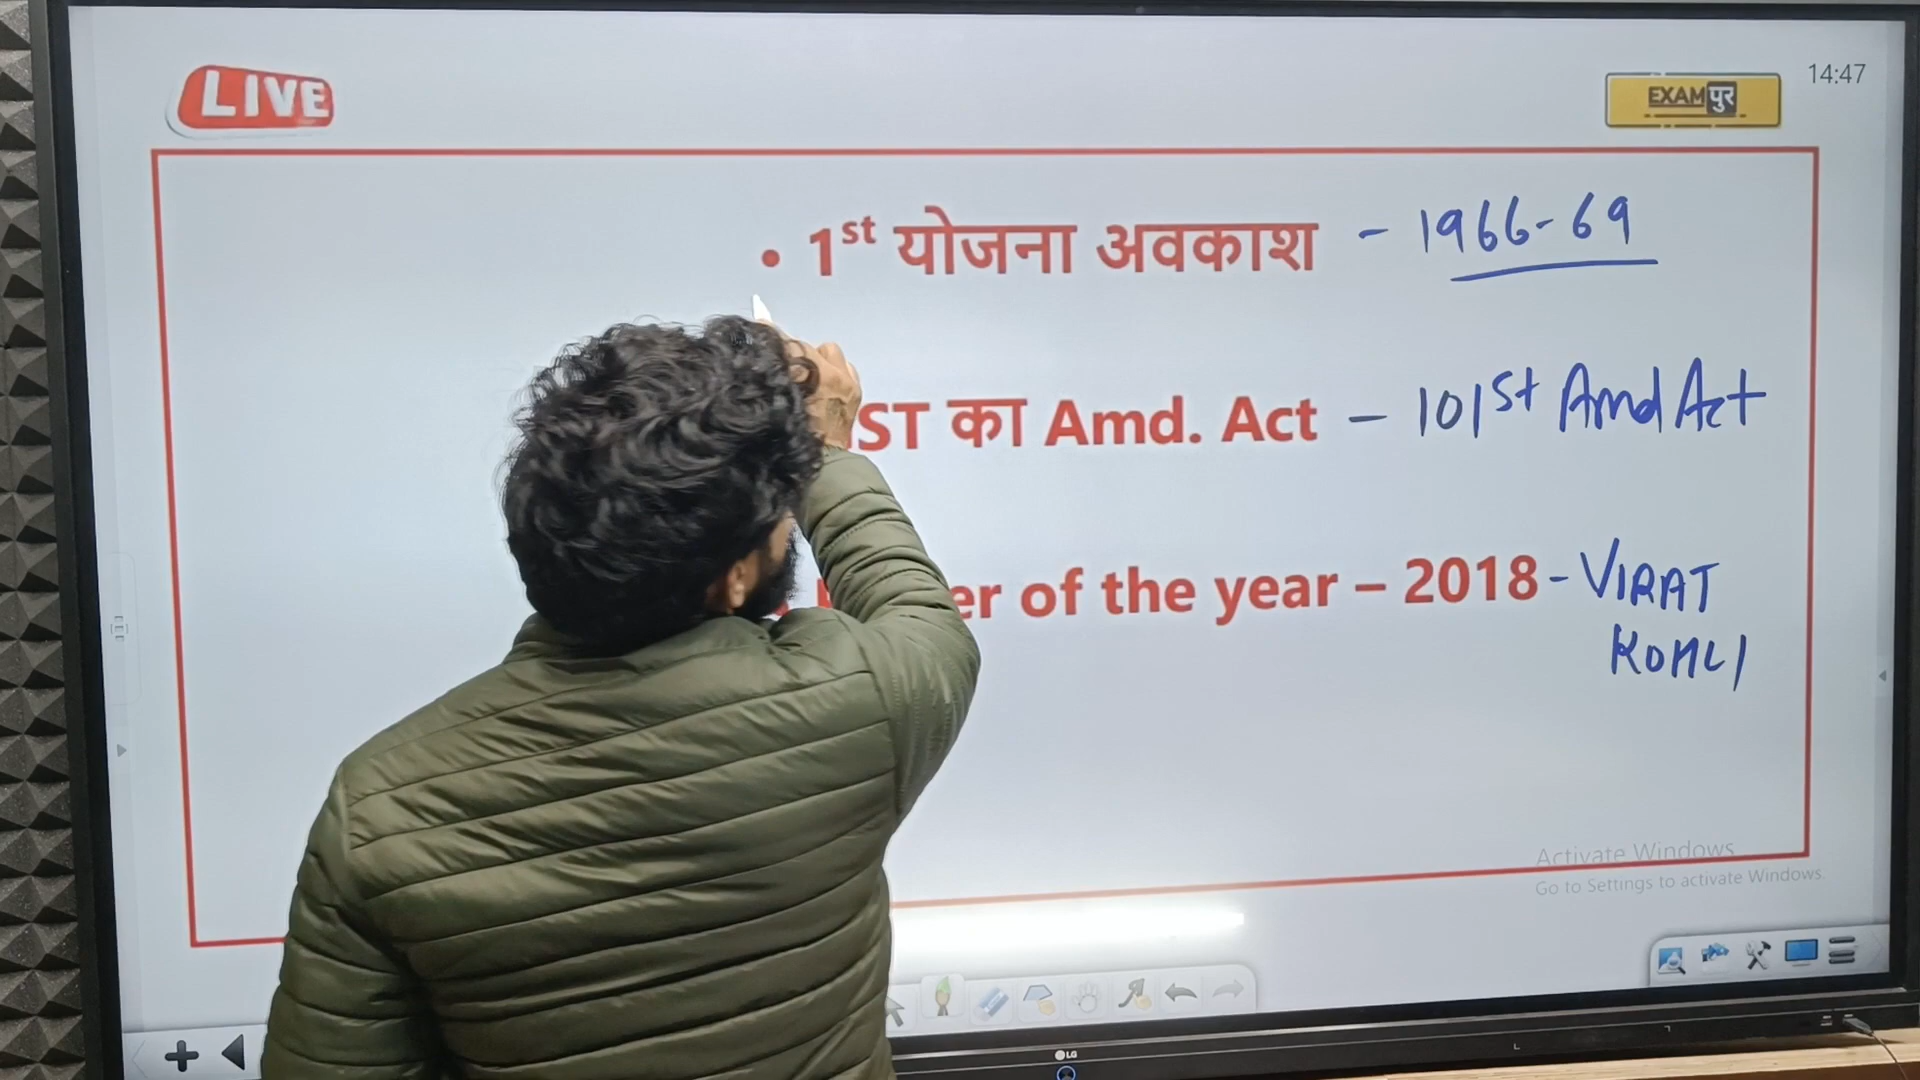 LIVE
EXAMपुर
14:47
• 1st योजना अवकाश - 1966-69
ST का Amd. Act - 101st Amd Act
er of the year – 2018 - VIRAT
KOHLI
Activate Windows
Go to Settings to activate Windows.
LG